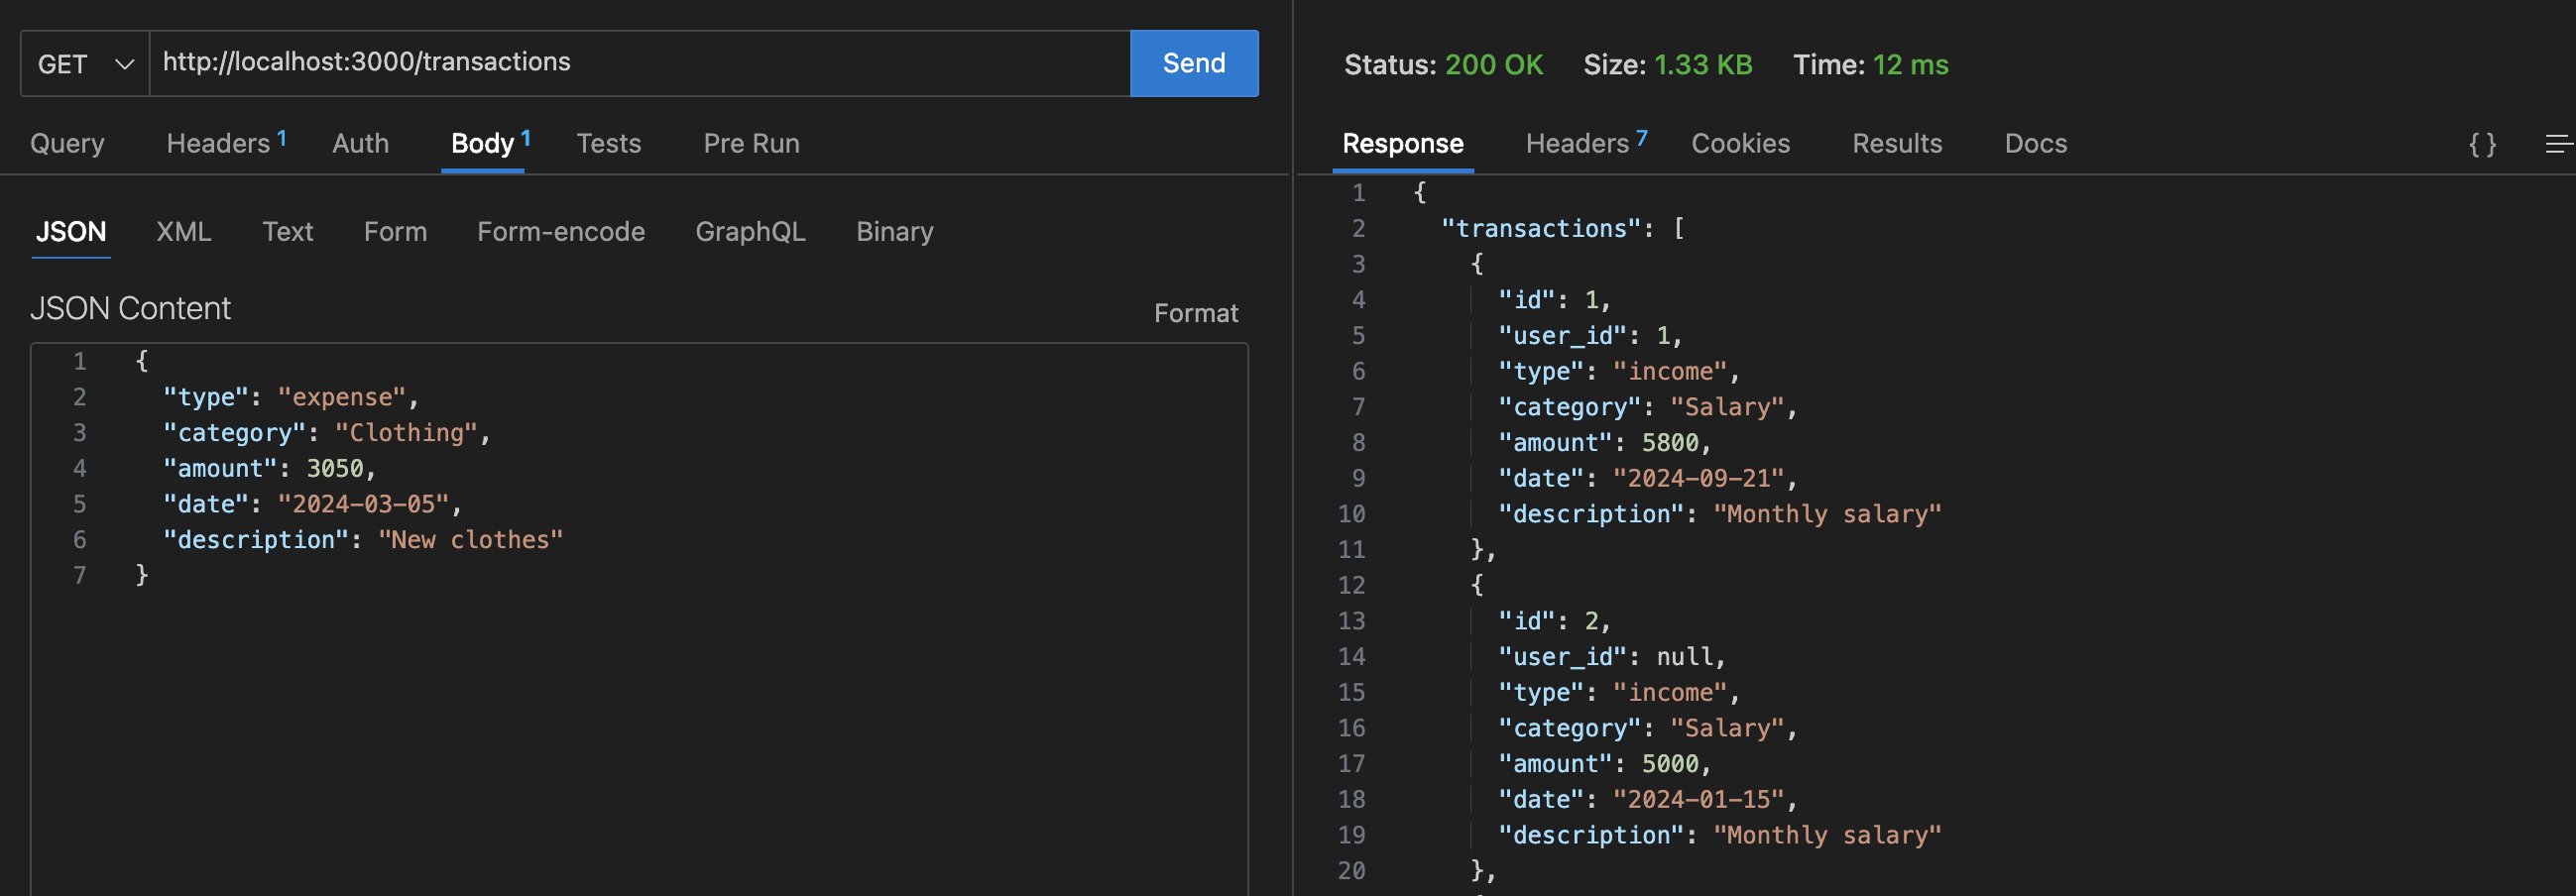 GET http://localhost:3000/transactions Send
Query Headers 1 Auth Body 1 Tests Pre Run
JSON XML Text Form Form-encode GraphQL Binary
JSON Content Format
1 {
2 "type": "expense",
3 "category": "Clothing",
4 "amount": 3050,
5 "date": "2024-03-05",
6 "description": "New clothes"
7 }
Status: 200 OK Size: 1.33 KB Time: 12 ms
Response Headers 7 Cookies Results Docs { }
1 {
2 "transactions": [
3 {
4 "id": 1,
5 "user_id": 1,
6 "type": "income",
7 "category": "Salary",
8 "amount": 5800,
9 "date": "2024-09-21",
10 "description": "Monthly salary"
11 },
12 {
13 "id": 2,
14 "user_id": null,
15 "type": "income",
16 "category": "Salary",
17 "amount": 5000,
18 "date": "2024-01-15",
19 "description": "Monthly salary"
20 },